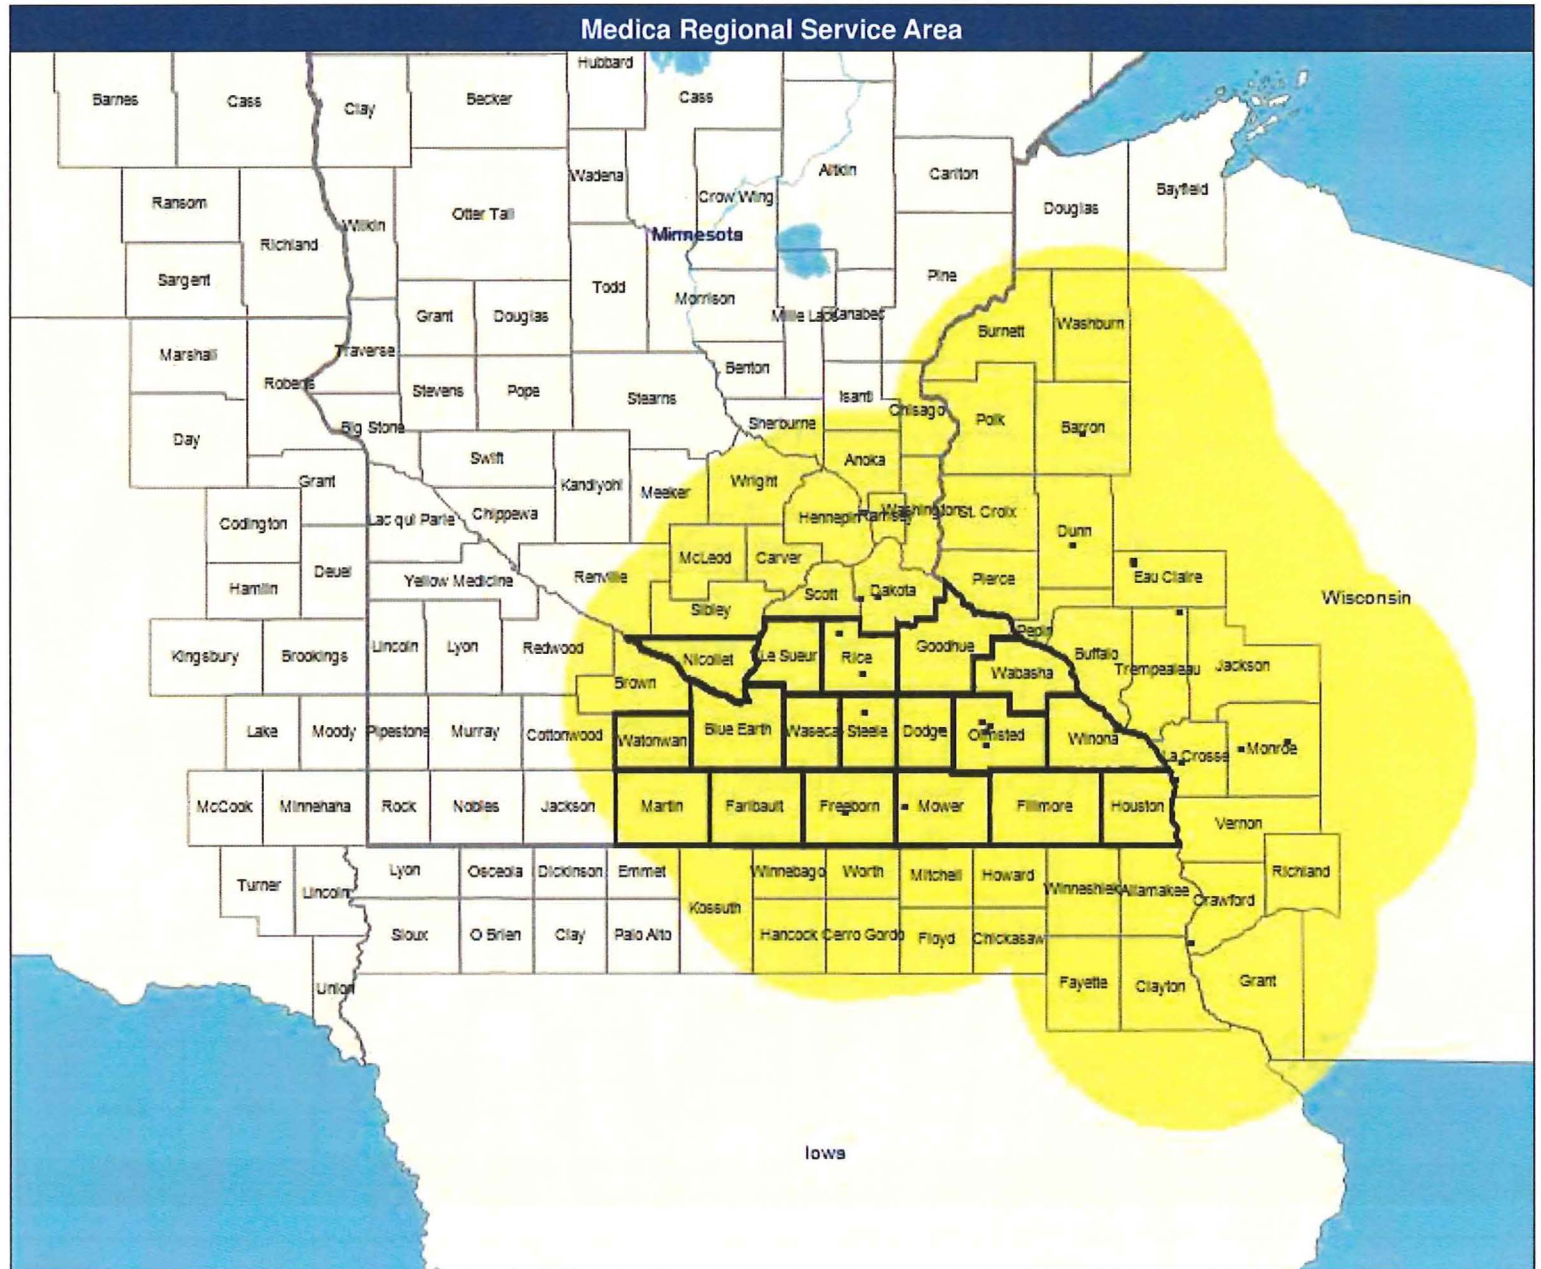 Medica Regional Service Area
Hubbard
Barnes
Cass
Clay
Becker
Cass
Wadena
Crow Wing
Aitkin
Carlton
Bayfield
Ransom
Richland
Wilkin
Otter Tail
Douglas
Minnesota
Sargent
Todd
Morrison
Pine
Grant
Douglas
Mille Lacs
Kanabec
Burnett
Washburn
Marshall
Roberts
Traverse
Stevens
Pope
Stearns
Benton
Isanti
Chisago
Polk
Barron
Day
Big Stone
Sherburne
Swift
Anoka
Grant
Kandiyohi
Meeker
Wright
Codington
Lac qui Parle
Chippewa
Hennepin
Ramsey
Washington
St. Croix
Dunn
Deuel
Hamlin
Yellow Medicine
Renville
McLeod
Carver
Scott
Dakota
Pierce
Eau Claire
Wisconsin
Sibley
Kingsbury
Brookings
Lincoln
Lyon
Redwood
Brown
Nicollet
Le Sueur
Rice
Goodhue
Wabasha
Pepin
Buffalo
Trempealeau
Jackson
Lake
Moody
Pipestone
Murray
Cottonwood
Watonwan
Blue Earth
Waseca
Steele
Dodge
Olmsted
Winona
La Crosse
Monroe
McCook
Minnehaha
Rock
Nobles
Jackson
Martin
Faribault
Freeborn
Mower
Fillmore
Houston
Vernon
Turner
Lincoln
Lyon
Osceola
Dickinson
Emmet
Kossuth
Winnebago
Worth
Mitchell
Howard
Winneshiek
Allamakee
Crawford
Richland
Sioux
O Brien
Clay
Palo Alto
Hancock
Cerro Gordo
Floyd
Chickasaw
Union
Fayette
Clayton
Grant
Iowa